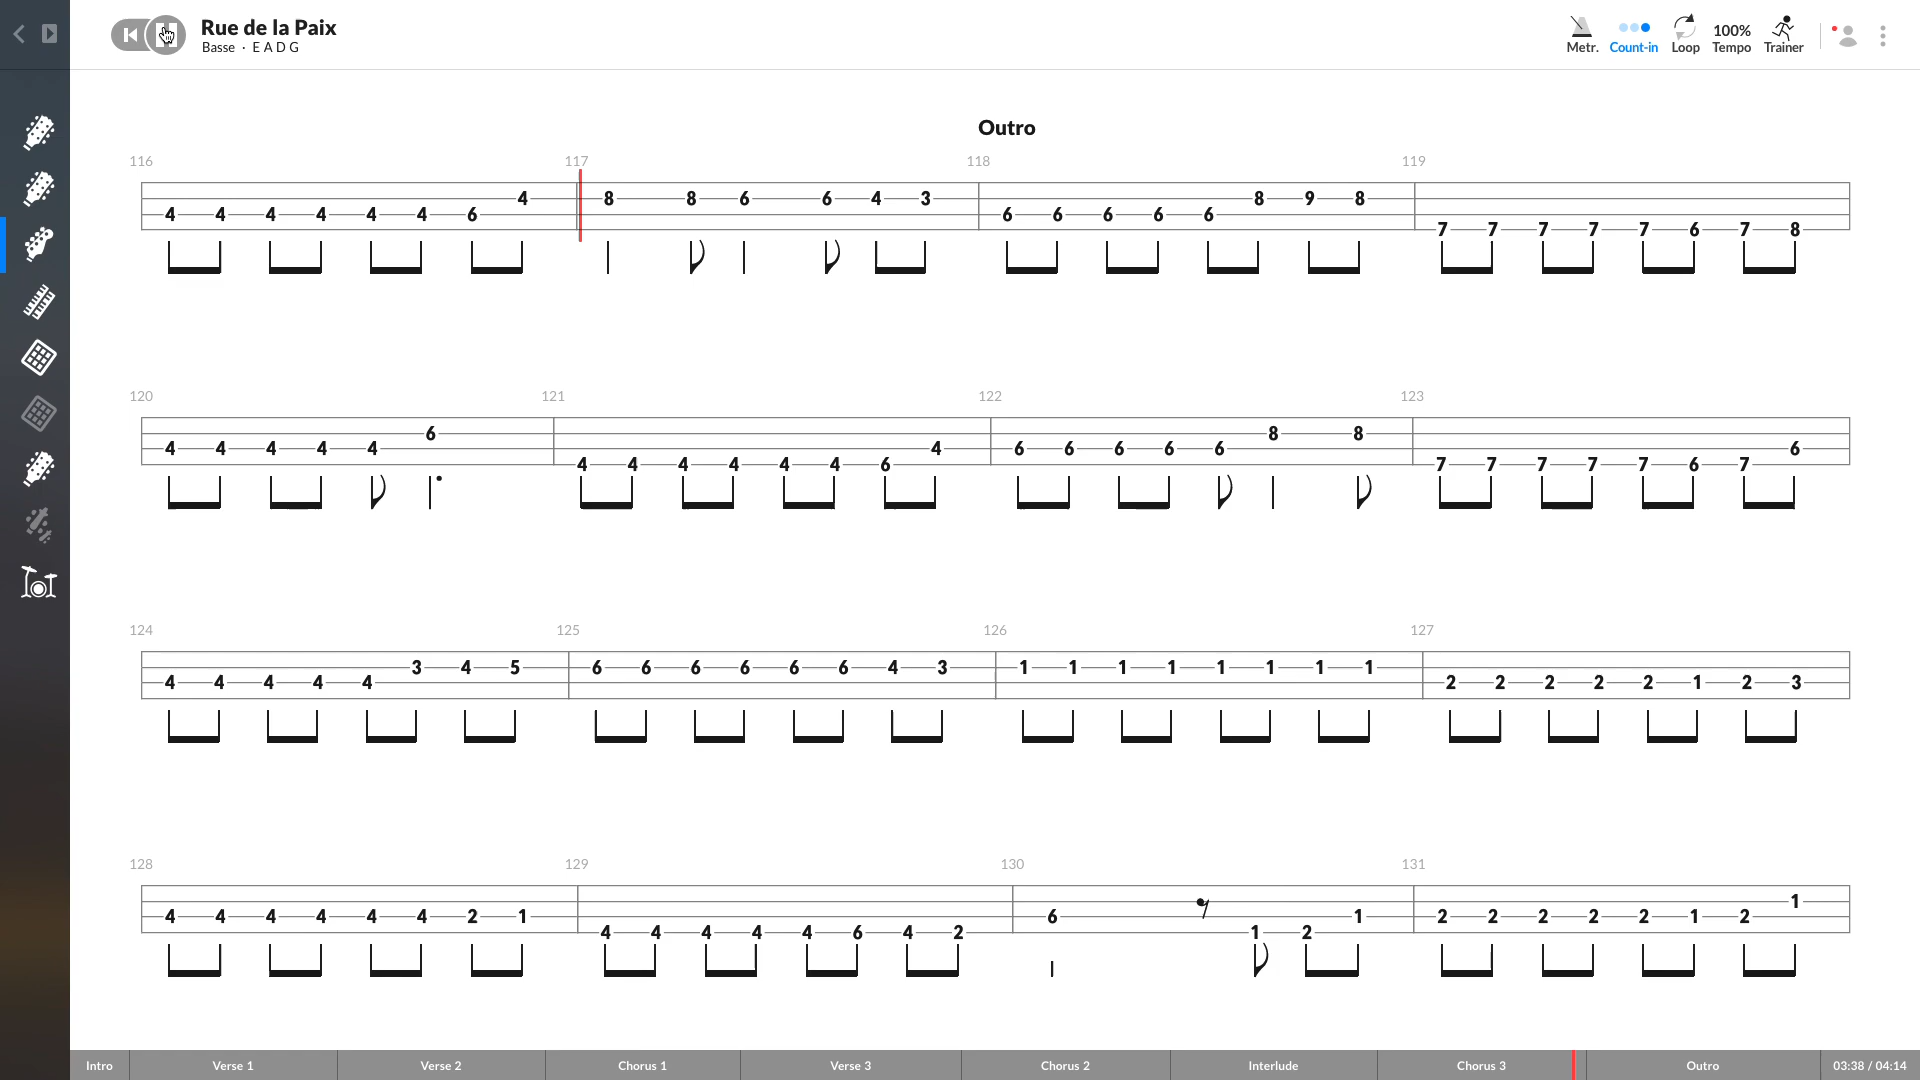 Rue de la Paix
Basse · E A D G
Metr.
Count-in
Loop
100%
Tempo
Trainer
Outro
116 117 118 119
4 4 4 4 4 4 6 4 8 8 6 6 4 3 6 6 6 6 6 8 9 8 7 7 7 7 7 6 7 8
120 121 122 123
4 4 4 4 4 6 4 4 4 4 4 4 6 4 6 6 6 6 6 8 8 7 7 7 7 7 6 7 6
124 125 126 127
4 4 4 4 4 3 4 5 6 6 6 6 6 6 4 3 1 1 1 1 1 1 1 1 2 2 2 2 2 1 2 3
128 129 130 131
4 4 4 4 4 4 2 1 4 4 4 4 4 6 4 2 6 1 2 1 2 2 2 2 2 1 2 1
Intro Verse 1 Verse 2 Chorus 1 Verse 3 Chorus 2 Interlude Chorus 3 Outro 03:38 / 04:14